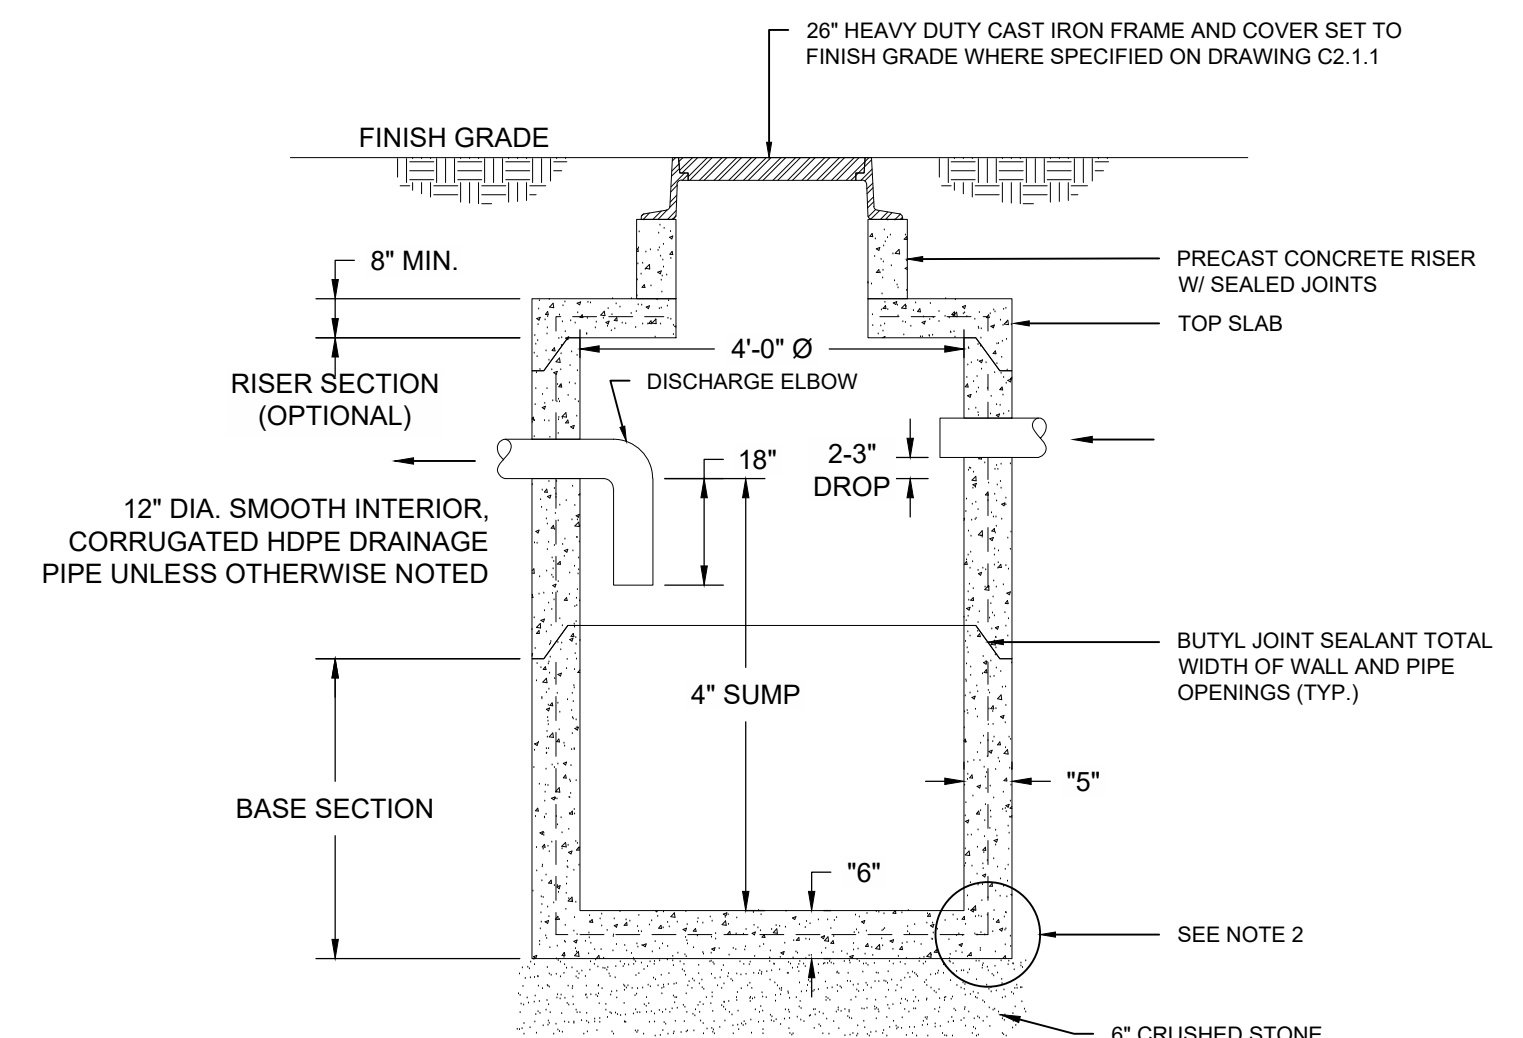 26" HEAVY DUTY CAST IRON FRAME AND COVER SET TO
FINISH GRADE WHERE SPECIFIED ON DRAWING C2.1.1
FINISH GRADE
8" MIN.
PRECAST CONCRETE RISER
W/ SEALED JOINTS
TOP SLAB
4'-0" Ø
RISER SECTION
(OPTIONAL)
DISCHARGE ELBOW
18"
2-3"
DROP
12" DIA. SMOOTH INTERIOR,
CORRUGATED HDPE DRAINAGE
PIPE UNLESS OTHERWISE NOTED
BUTYL JOINT SEALANT TOTAL
WIDTH OF WALL AND PIPE
OPENINGS (TYP.)
4" SUMP
"5"
BASE SECTION
"6"
SEE NOTE 2
6" CRUSHED STONE